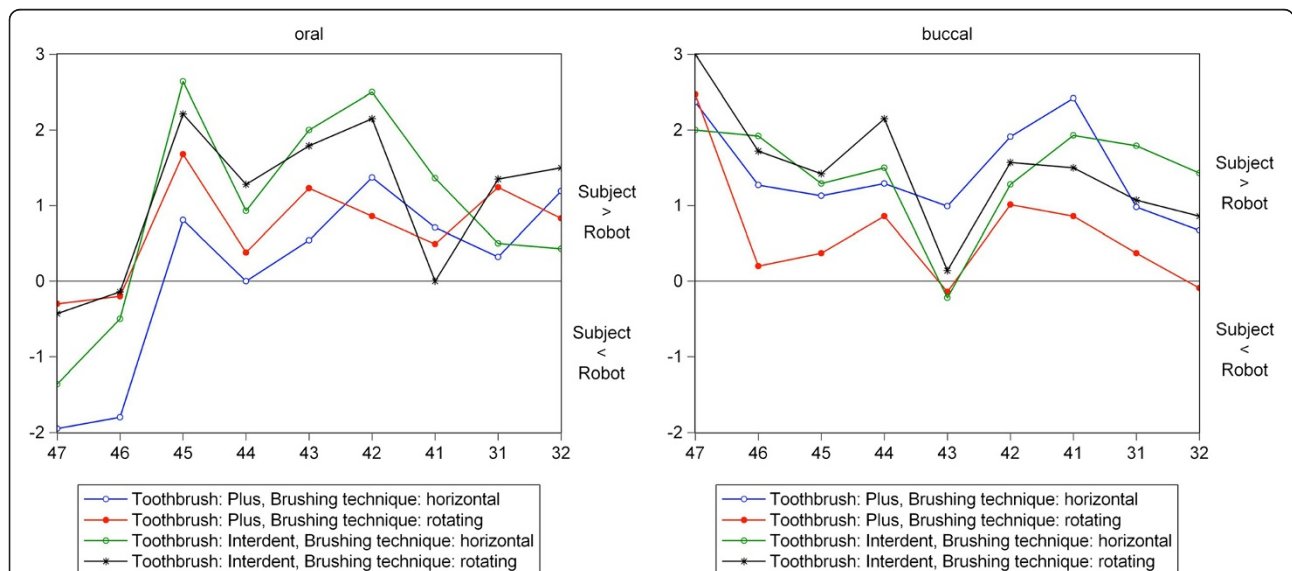 oral
3
2
1
0
-1
-2
47 46 45 44 43 42 41 31 32
Subject
>
Robot
Subject
<
Robot
Toothbrush: Plus, Brushing technique: horizontal
Toothbrush: Plus, Brushing technique: rotating
Toothbrush: Interdent, Brushing technique: horizontal
Toothbrush: Interdent, Brushing technique: rotating
buccal
3
2
1
0
-1
-2
47 46 45 44 43 42 41 31 32
Subject
>
Robot
Subject
<
Robot
Toothbrush: Plus, Brushing technique: horizontal
Toothbrush: Plus, Brushing technique: rotating
Toothbrush: Interdent, Brushing technique: horizontal
Toothbrush: Interdent, Brushing technique: rotating